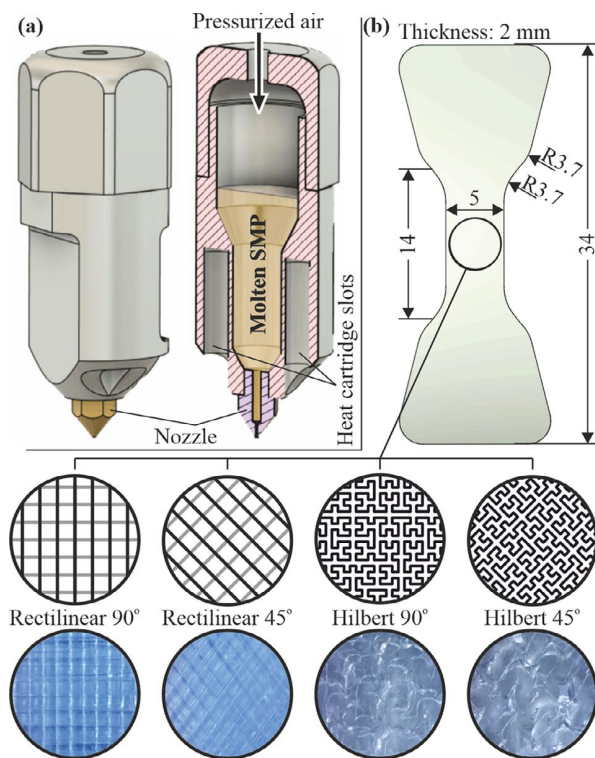 (a)
Pressurized air
Molten SMP
Heat cartridge slots
Nozzle
(b)
Thickness: 2 mm
R3.7
R3.7
5
14
34
Rectilinear 90°
Rectilinear 45°
Hilbert 90°
Hilbert 45°